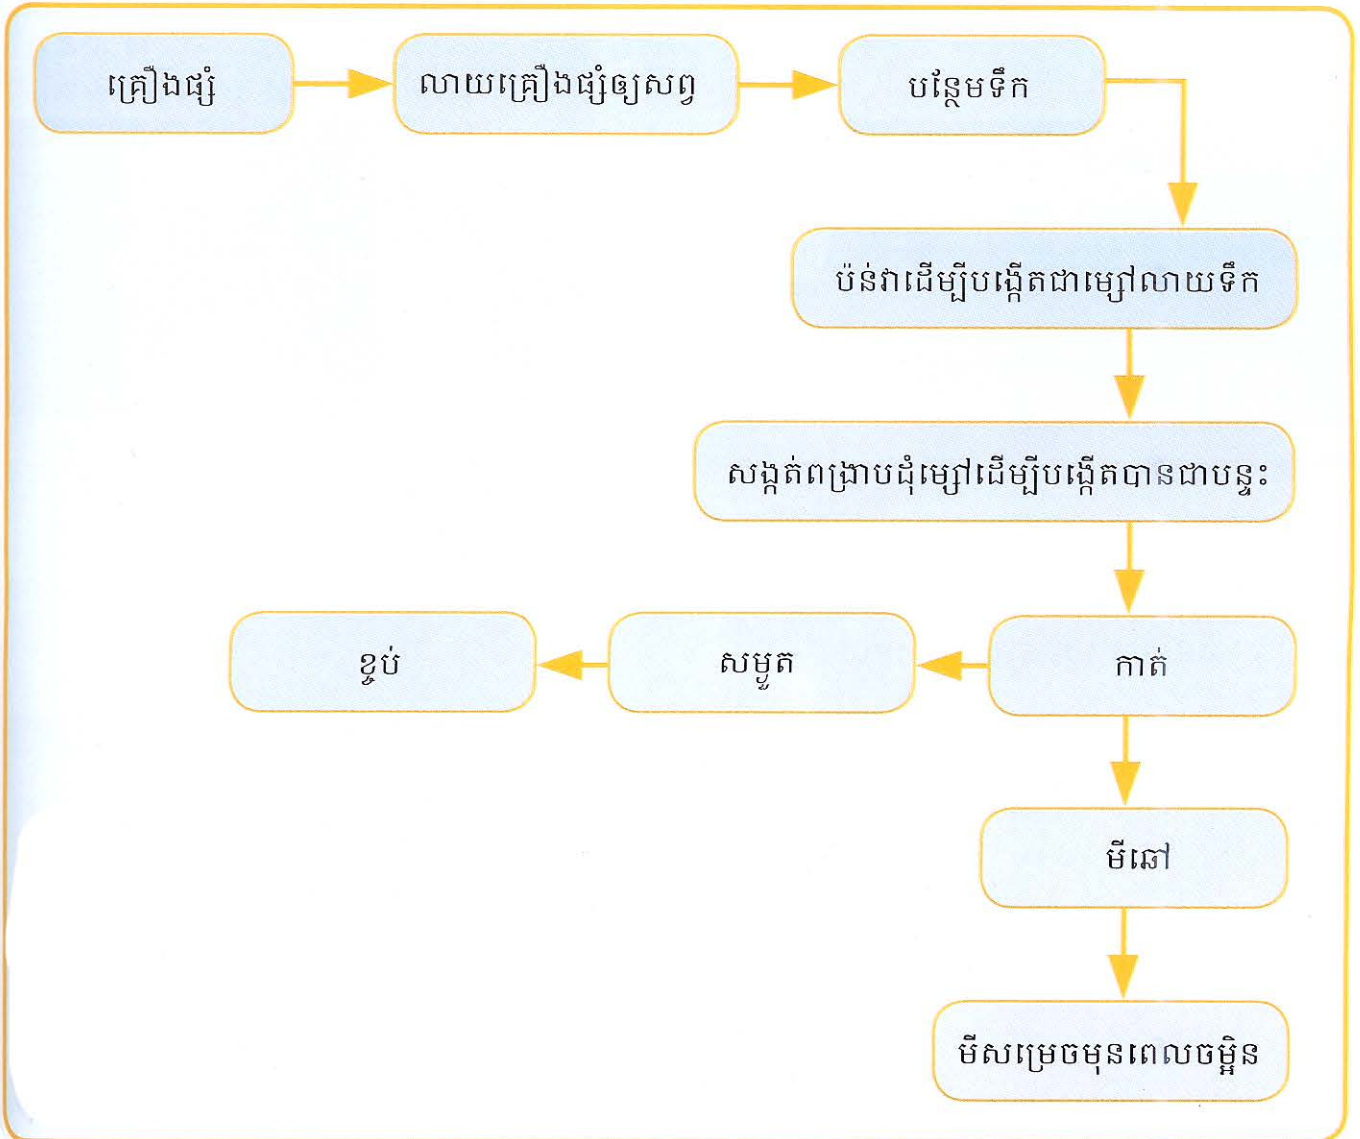 គ្រឿងផ្សំ
លាយគ្រឿងផ្សំឲ្យសព្វ
បន្ថែមទឹក
ប៉ន់វាដើម្បីបង្កើតជាម្សៅលាយទឹក
សង្កត់ពង្រាបដុំម្សៅដើម្បីបង្កើតបានជាបន្ទះ
កាត់
សម្ងួត
ខ្ចប់
មីឆៅ
មីសម្រេចមុនពេលចម្អិន